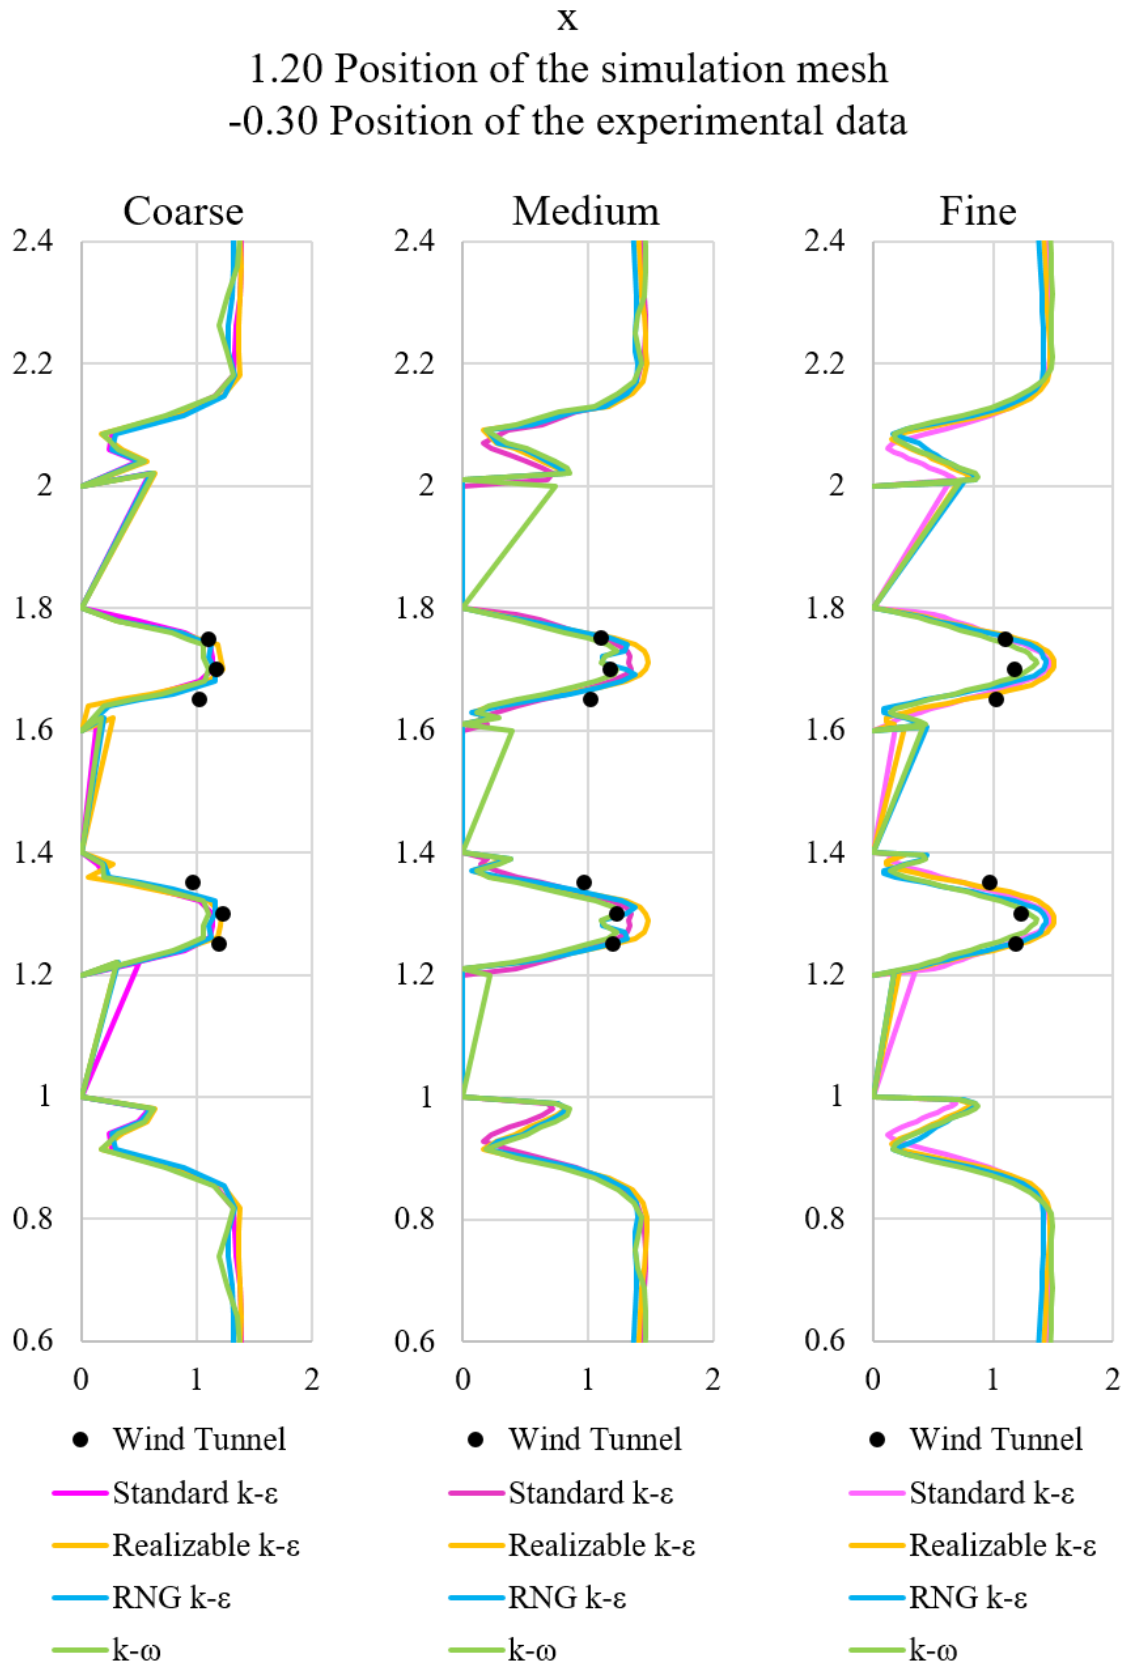 x
1.20 Position of the simulation mesh
-0.30 Position of the experimental data
Coarse Medium Fine
2.4 2.4 2.4
2.2 2.2 2.2
2 2 2
1.8 1.8 1.8
1.6 1.6 1.6
1.4 1.4 1.4
1.2 1.2 1.2
1 1 1
0.8 0.8 0.8
0.6 0.6 0.6
0 1 2 0 1 2 0 1 2
Wind Tunnel Wind Tunnel Wind Tunnel
Standard k-ε Standard k-ε Standard k-ε
Realizable k-ε Realizable k-ε Realizable k-ε
RNG k-ε RNG k-ε RNG k-ε
k-ω k-ω k-ω